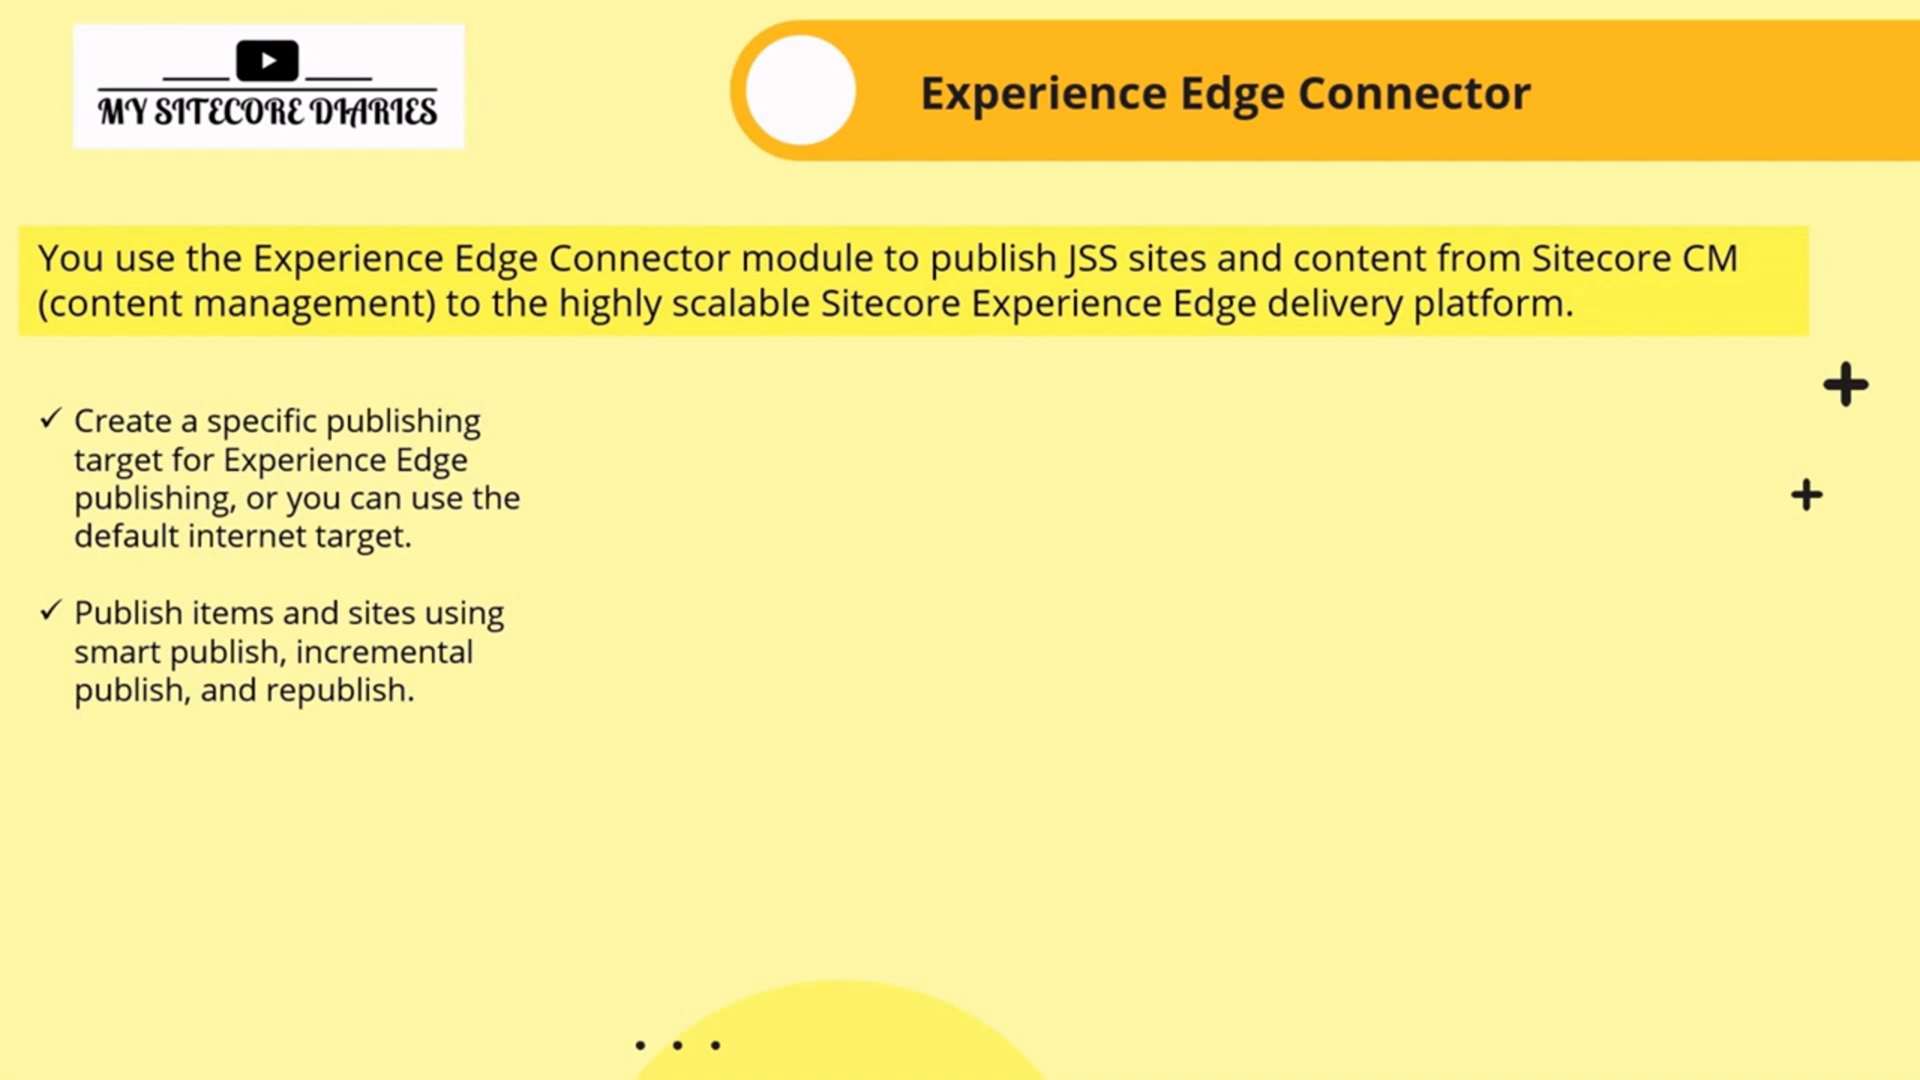 MY SITECORE DIARIES
Experience Edge Connector
You use the Experience Edge Connector module to publish JSS sites and content from Sitecore CM
(content management) to the highly scalable Sitecore Experience Edge delivery platform.
✓ Create a specific publishing
target for Experience Edge
publishing, or you can use the
default internet target.
✓ Publish items and sites using
smart publish, incremental
publish, and republish.